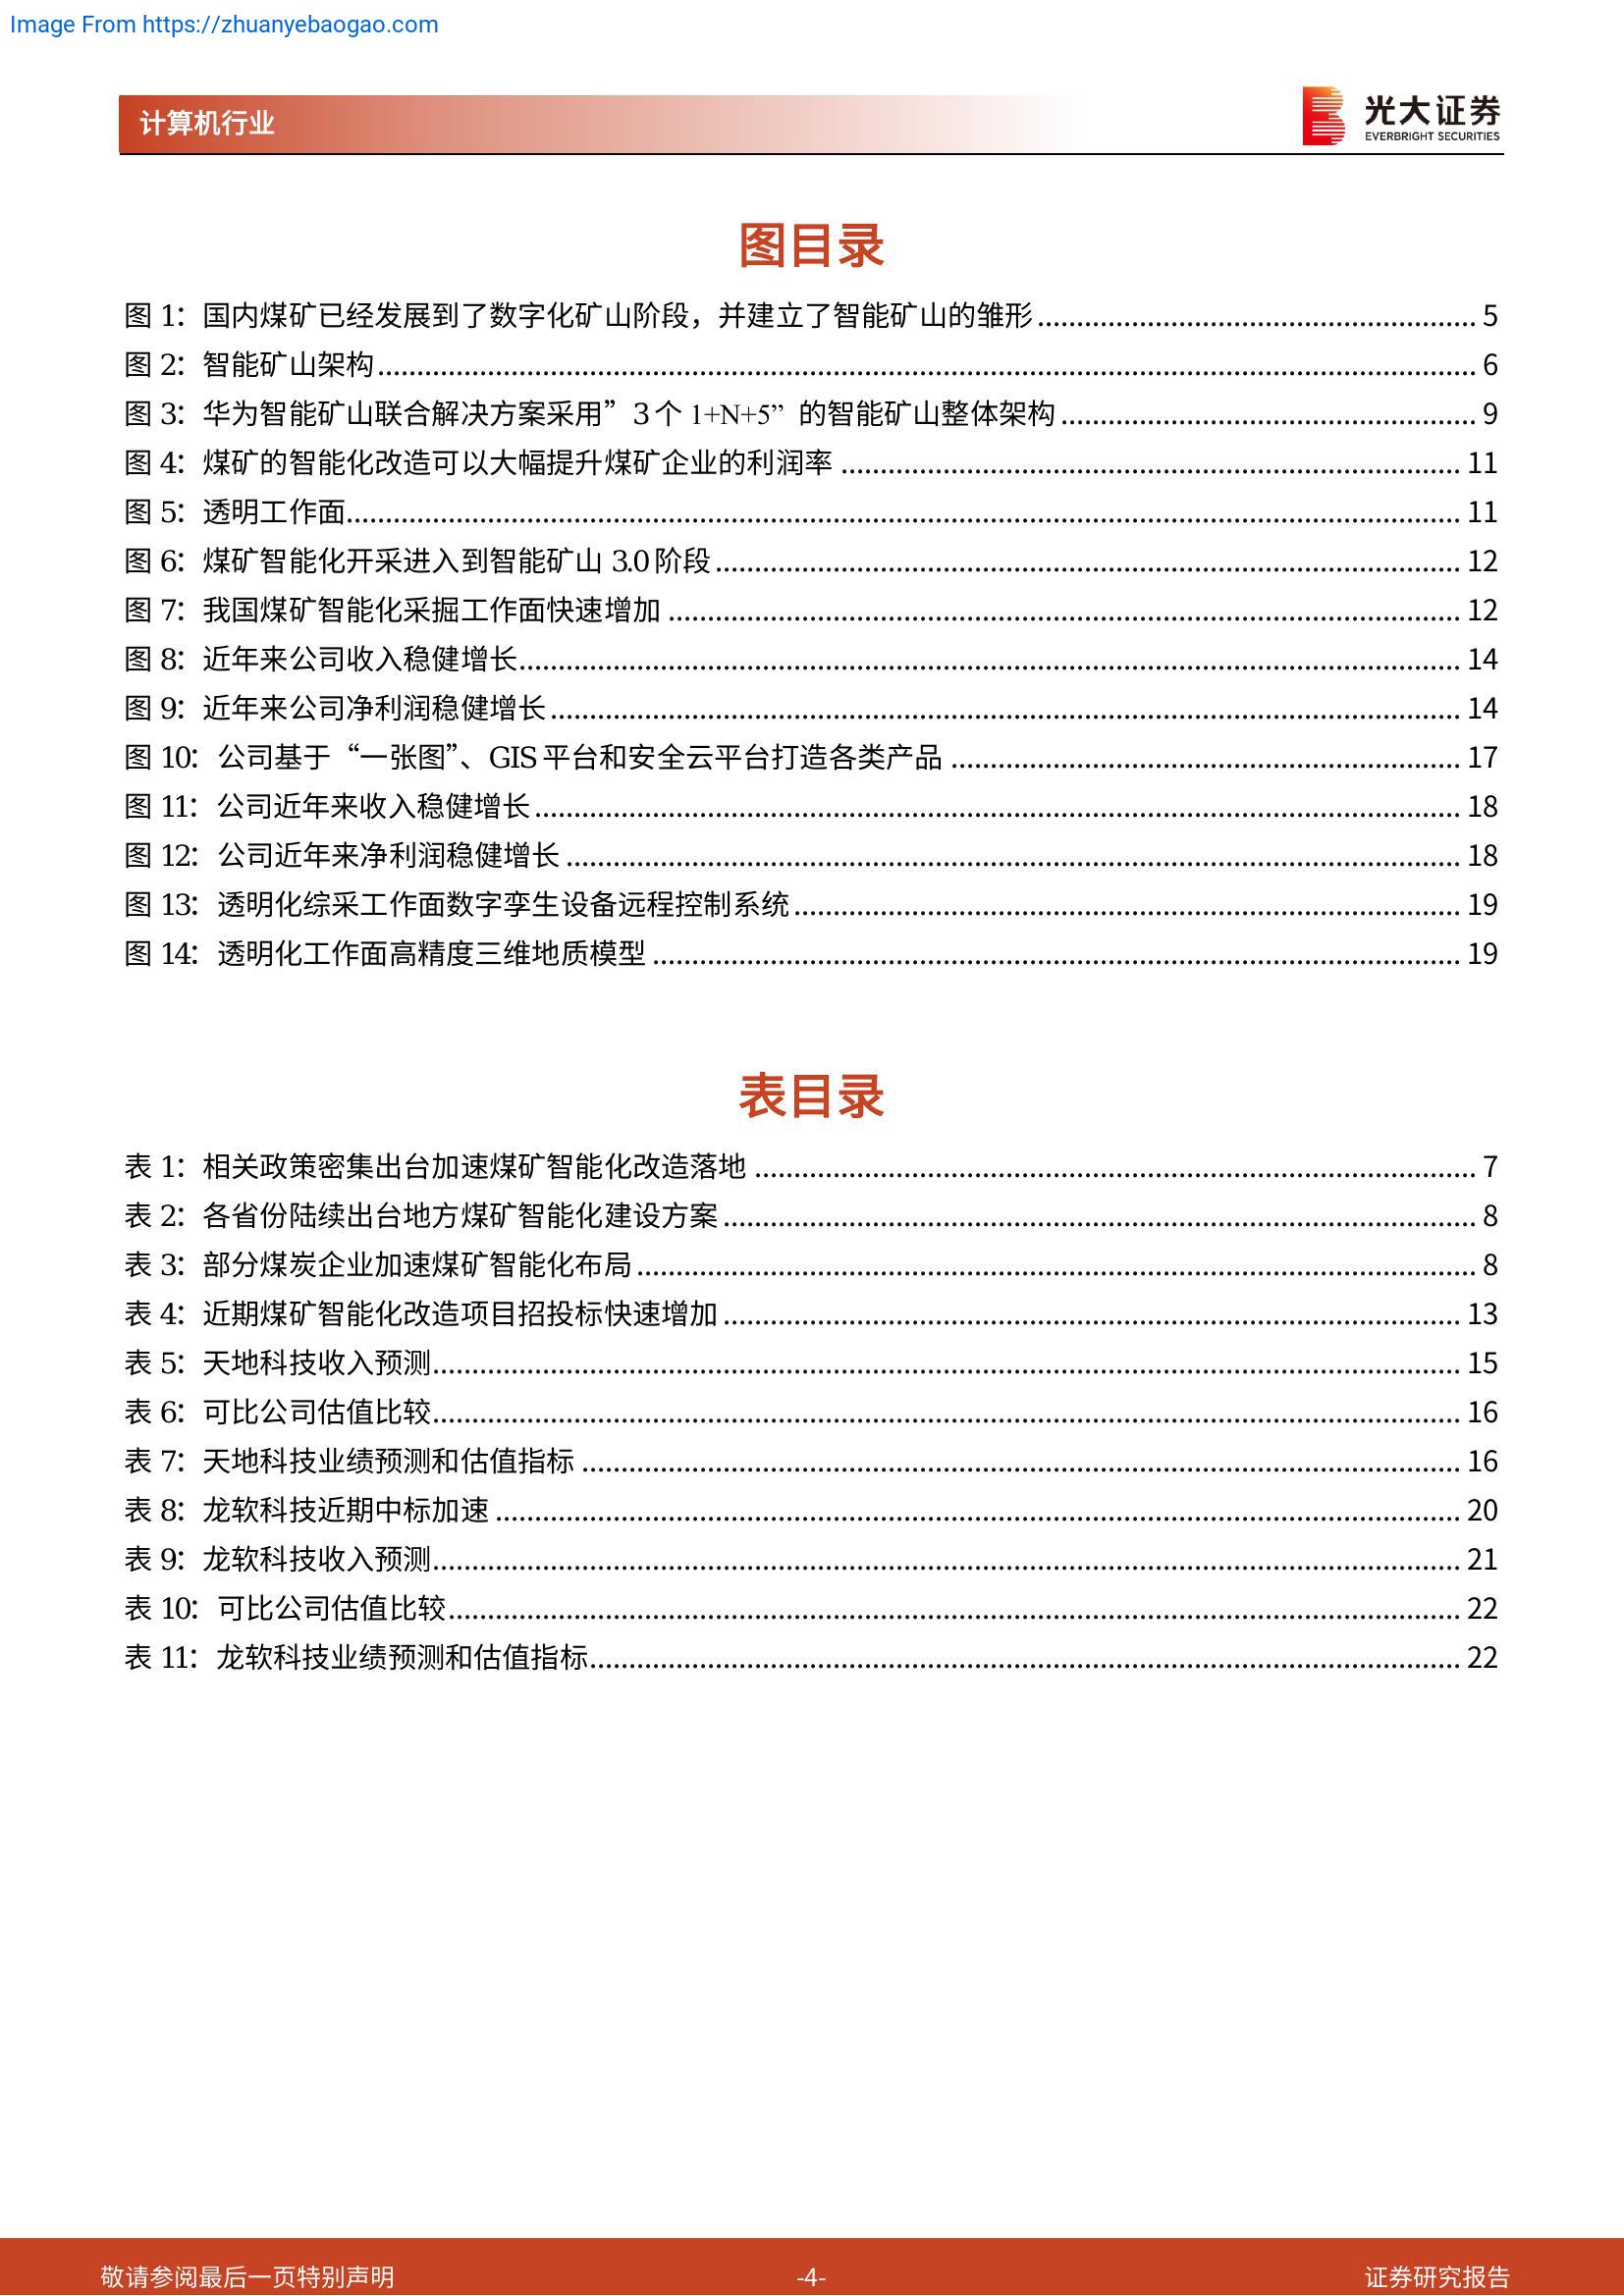 Image From https://zhuanyebaogao.com
计算机行业
光大证券
EVERBRIGHT SECURITIES
图目录
图 1：国内煤矿已经发展到了数字化矿山阶段，并建立了智能矿山的雏形 5
图 2：智能矿山架构 6
图 3：华为智能矿山联合解决方案采用”3 个 1+N+5”的智能矿山整体架构 9
图 4：煤矿的智能化改造可以大幅提升煤矿企业的利润率 11
图 5：透明工作面 11
图 6：煤矿智能化开采进入到智能矿山 3.0 阶段 12
图 7：我国煤矿智能化采掘工作面快速增加 12
图 8：近年来公司收入稳健增长 14
图 9：近年来公司净利润稳健增长 14
图 10：公司基于“一张图”、GIS 平台和安全云平台打造各类产品 17
图 11：公司近年来收入稳健增长 18
图 12：公司近年来净利润稳健增长 18
图 13：透明化综采工作面数字孪生设备远程控制系统 19
图 14：透明化工作面高精度三维地质模型 19
表目录
表 1：相关政策密集出台加速煤矿智能化改造落地 7
表 2：各省份陆续出台地方煤矿智能化建设方案 8
表 3：部分煤炭企业加速煤矿智能化布局 8
表 4：近期煤矿智能化改造项目招投标快速增加 13
表 5：天地科技收入预测 15
表 6：可比公司估值比较 16
表 7：天地科技业绩预测和估值指标 16
表 8：龙软科技近期中标加速 20
表 9：龙软科技收入预测 21
表 10：可比公司估值比较 22
表 11：龙软科技业绩预测和估值指标 22
敬请参阅最后一页特别声明 -4- 证券研究报告